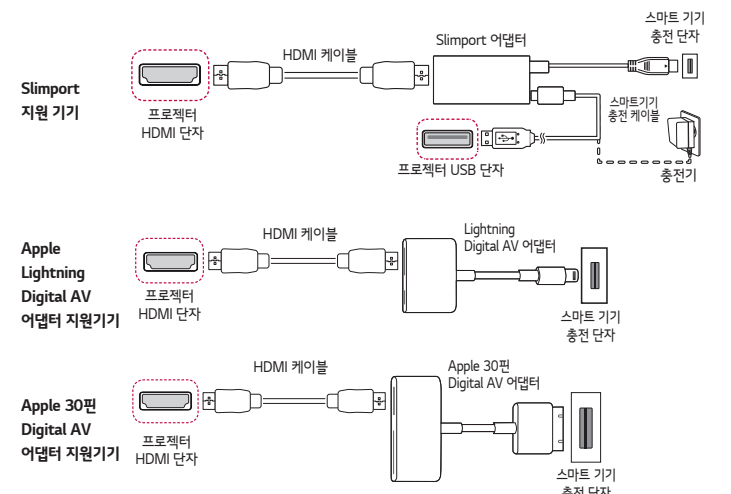 Slimport
지원 기기
프로젝터
HDMI 단자
HDMI 케이블
Slimport 어댑터
스마트 기기
충전 단자
스마트기기
충전 케이블
프로젝터 USB 단자
충전기
Apple
Lightning
Digital AV
어댑터 지원기기
프로젝터
HDMI 단자
HDMI 케이블
Lightning
Digital AV 어댑터
스마트 기기
충전 단자
Apple 30핀
Digital AV
어댑터 지원기기
프로젝터
HDMI 단자
HDMI 케이블
Apple 30핀
Digital AV 어댑터
스마트 기기
충전 단자